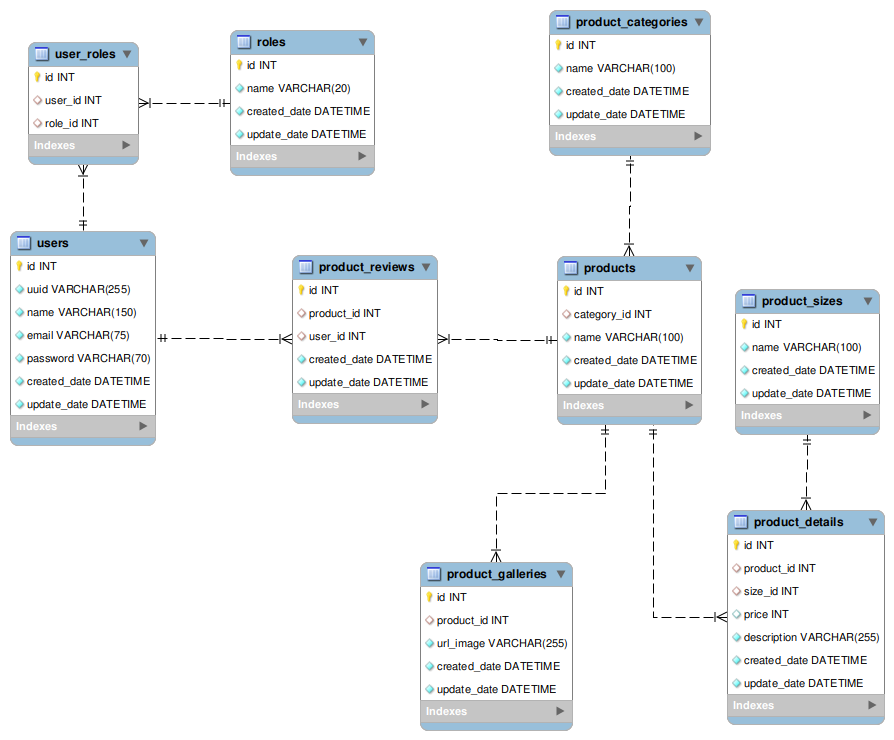 user_roles
id INT
user_id INT
role_id INT
Indexes
roles
id INT
name VARCHAR(20)
created_date DATETIME
update_date DATETIME
Indexes
product_categories
id INT
name VARCHAR(100)
created_date DATETIME
update_date DATETIME
Indexes
users
id INT
uuid VARCHAR(255)
name VARCHAR(150)
email VARCHAR(75)
password VARCHAR(70)
created_date DATETIME
update_date DATETIME
Indexes
product_reviews
id INT
product_id INT
user_id INT
created_date DATETIME
update_date DATETIME
Indexes
products
id INT
category_id INT
name VARCHAR(100)
created_date DATETIME
update_date DATETIME
Indexes
product_sizes
id INT
name VARCHAR(100)
created_date DATETIME
update_date DATETIME
Indexes
product_galleries
id INT
product_id INT
url_image VARCHAR(255)
created_date DATETIME
update_date DATETIME
Indexes
product_details
id INT
product_id INT
size_id INT
price INT
description VARCHAR(255)
created_date DATETIME
update_date DATETIME
Indexes